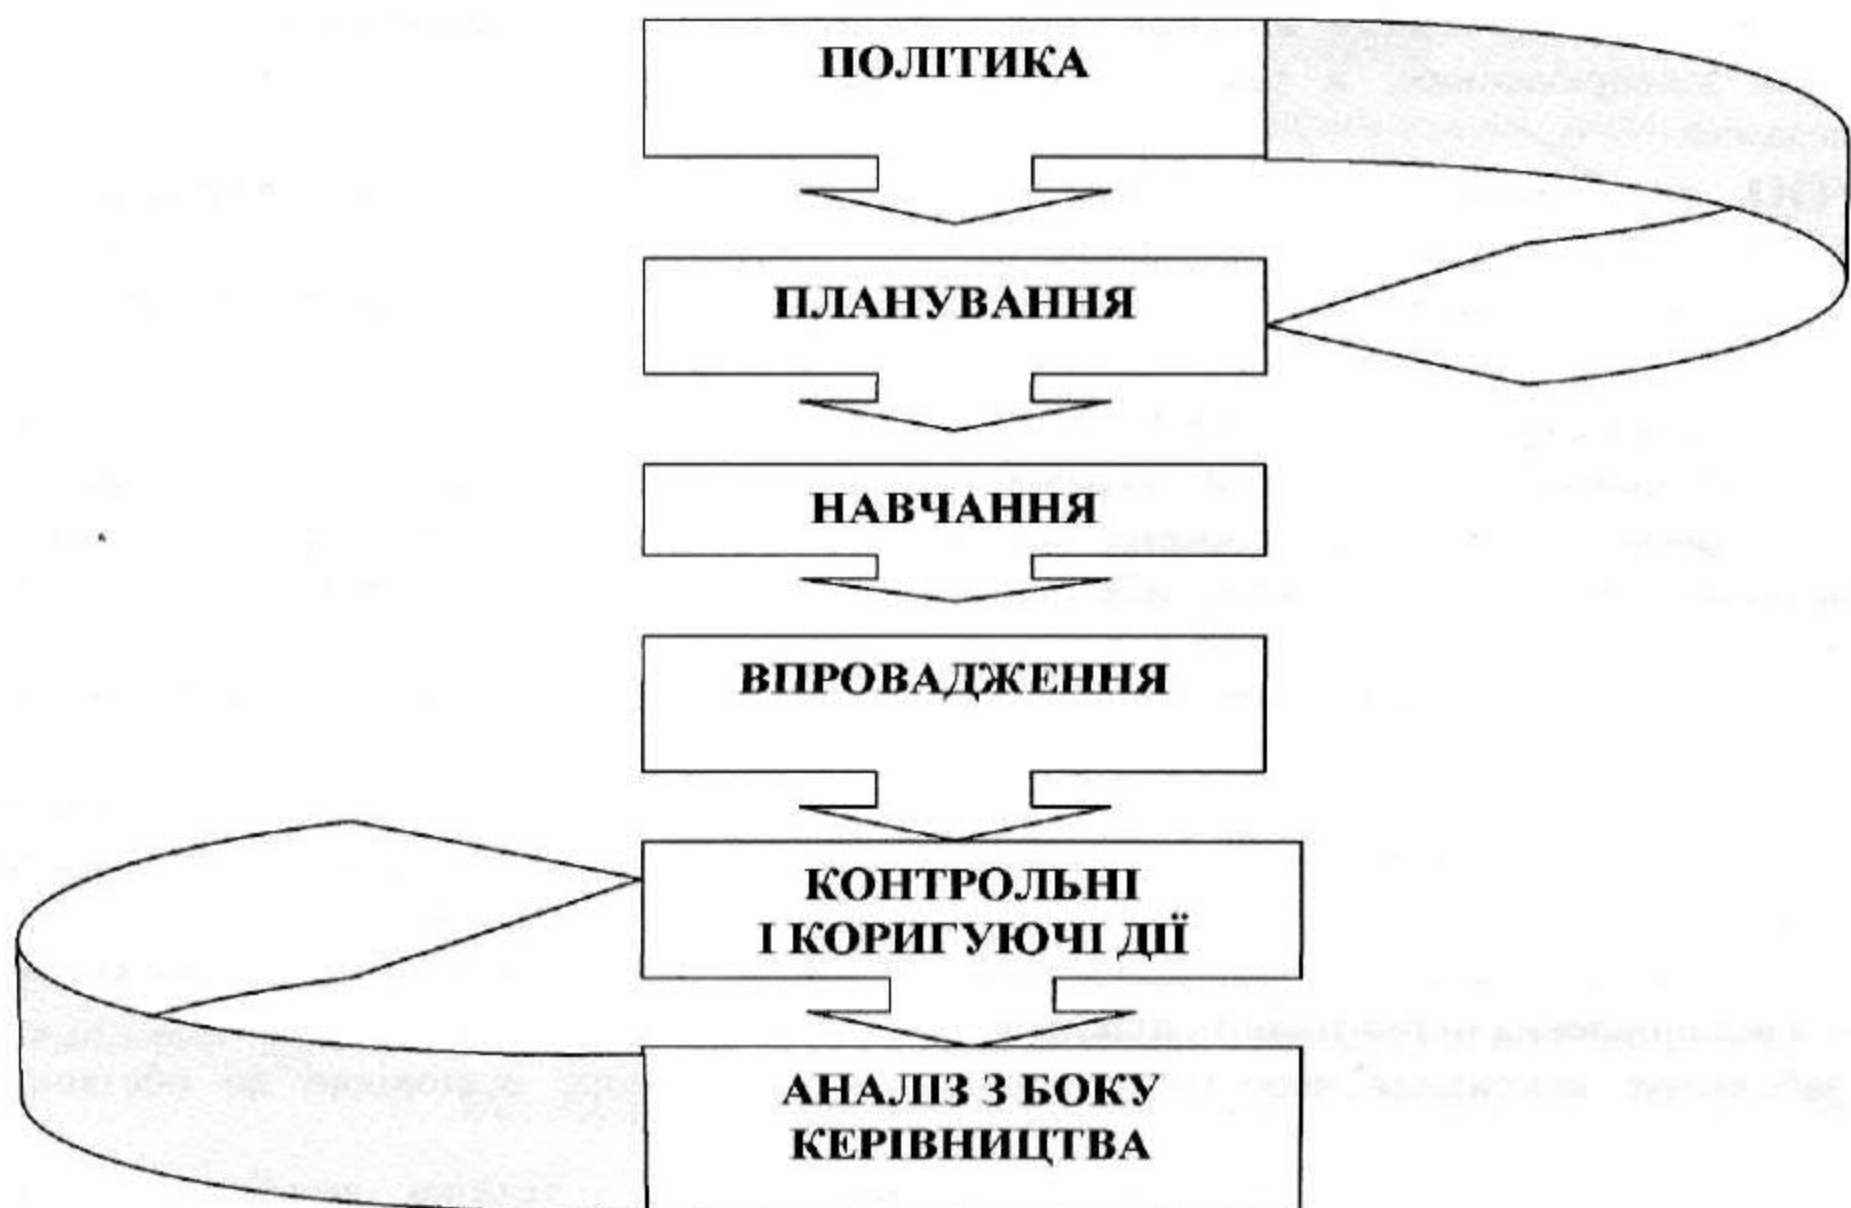 ПОЛІТИКА
ПЛАНУВАННЯ
НАВЧАННЯ
ВПРОВАДЖЕННЯ
КОНТРОЛЬНІ
І КОРИГУЮЧІ ДІЇ
АНАЛІЗ З БОКУ
КЕРІВНИЦТВА